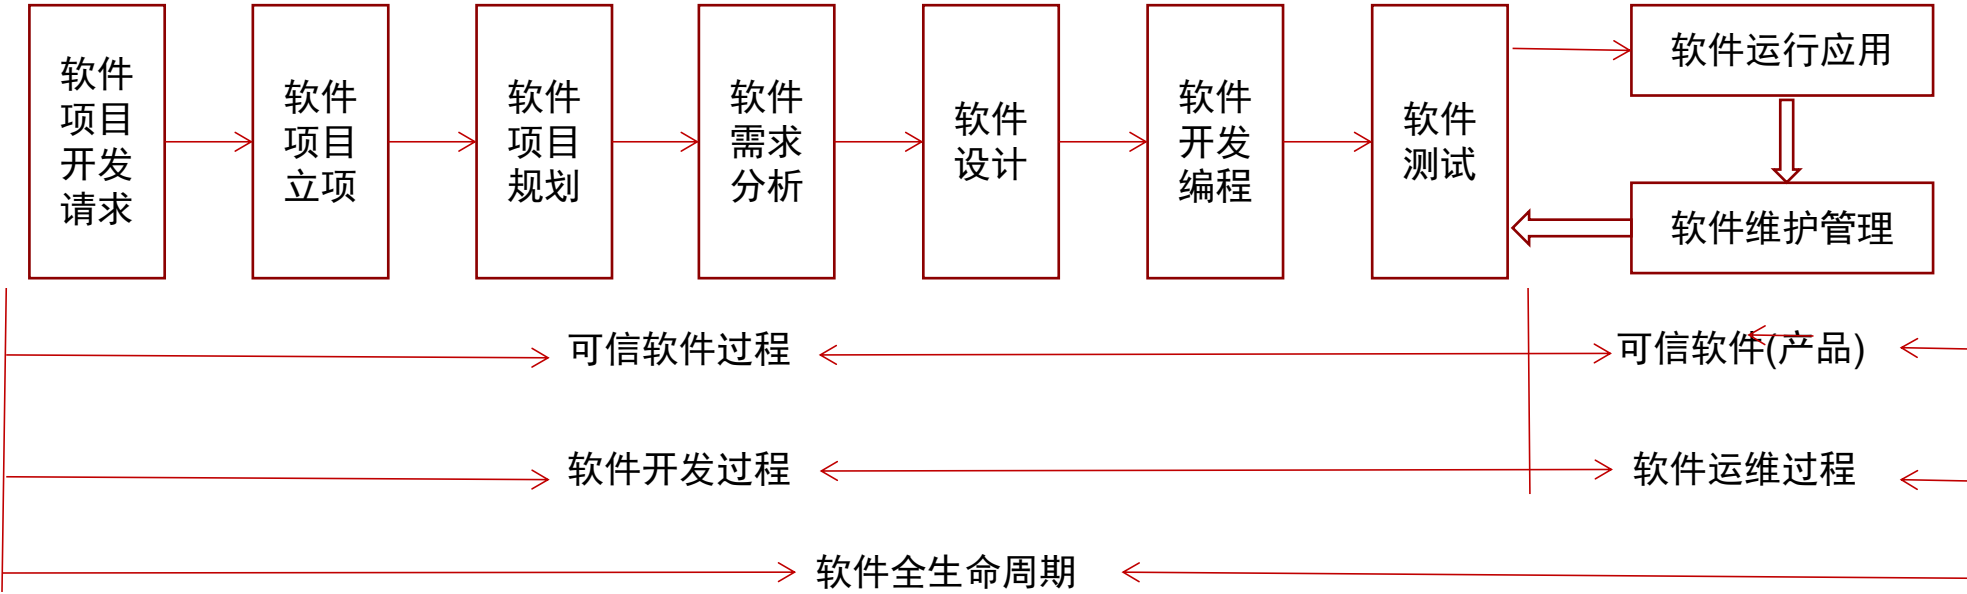 软件
项目
开发
请求
软件
项目
立项
软件
项目
规划
软件
需求
分析
软件
设计
软件
开发
编程
软件
测试
软件运行应用
软件维护管理
可信软件过程
可信软件(产品)
软件开发过程
软件运维过程
软件全生命周期